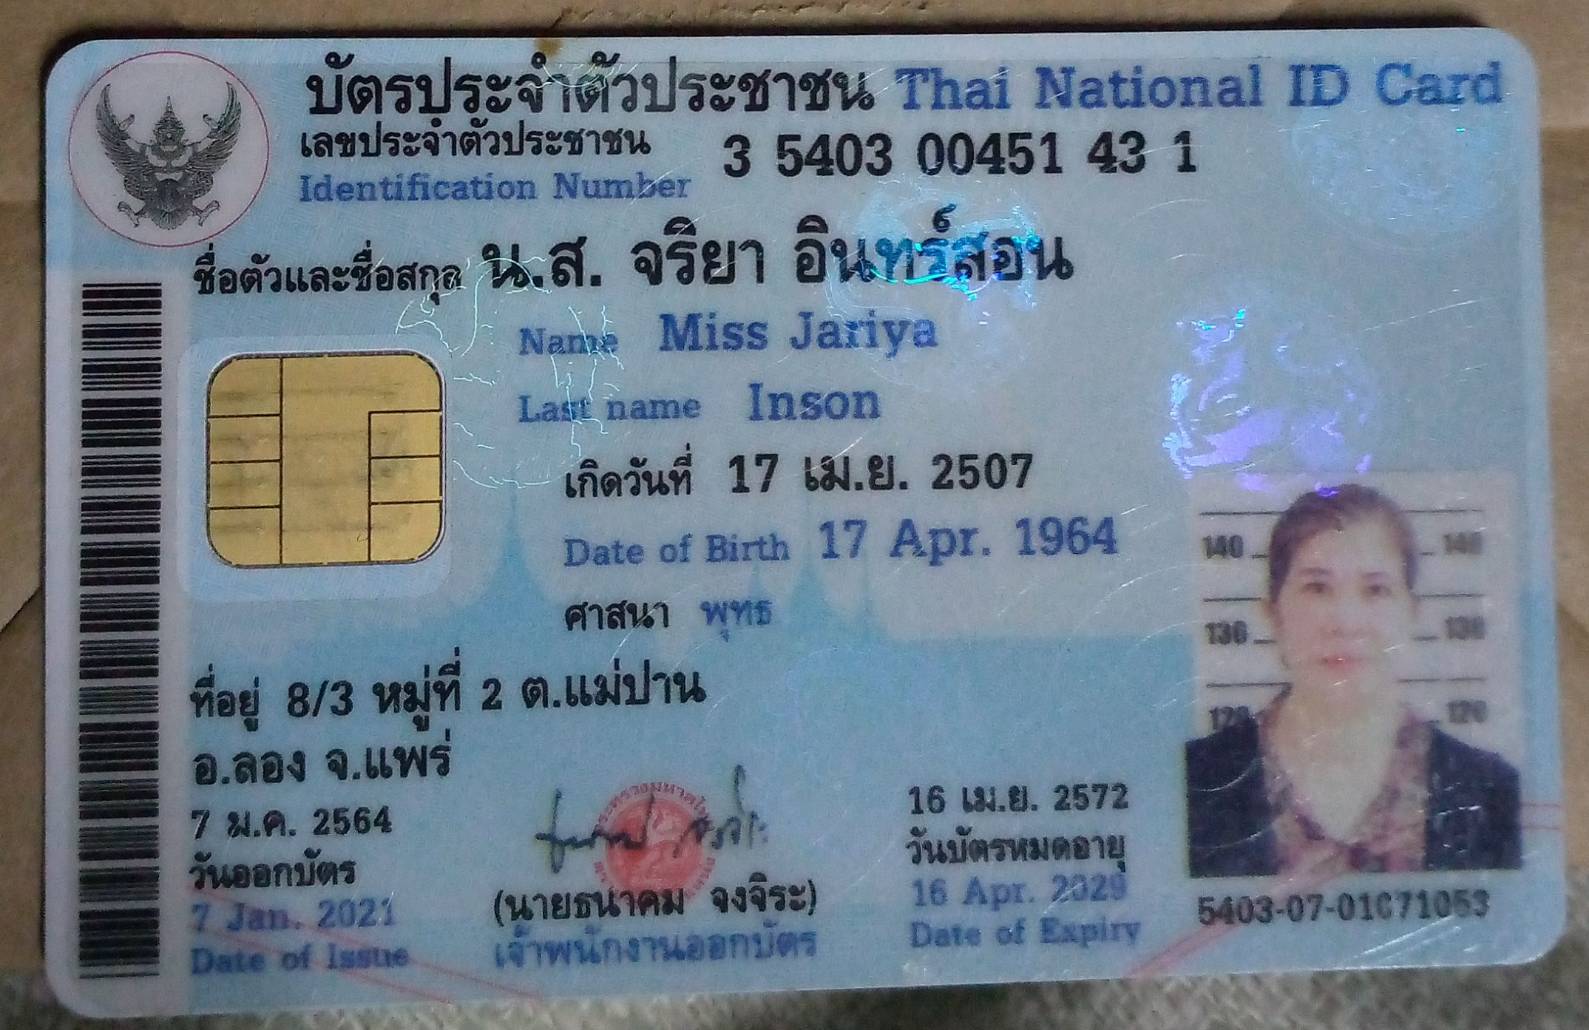 บัตรประจำตัวประชาชน Thai National ID Card
เลขประจำตัวประชาชน 3 5403 00451 43 1
Identification Number
ชื่อตัวและชื่อสกุล น.ส. จริยา อินทร์สอน
Name Miss Jariya
Last name Inson
เกิดวันที่ 17 เม.ย. 2507
Date of Birth 17 Apr. 1964
ศาสนา พุทธ
ที่อยู่ 8/3 หมู่ที่ 2 ต.แม่ปาน
อ.ลอง จ.แพร่
7 ม.ค. 2564
วันออกบัตร
7 Jan. 2021
Date of Issue
(นายธนาคม จงจิระ)
เจ้าพนักงานออกบัตร
16 เม.ย. 2572
วันบัตรหมดอายุ
16 Apr. 2029
Date of Expiry
140 140
130 130
120 120
5403-07-01071053